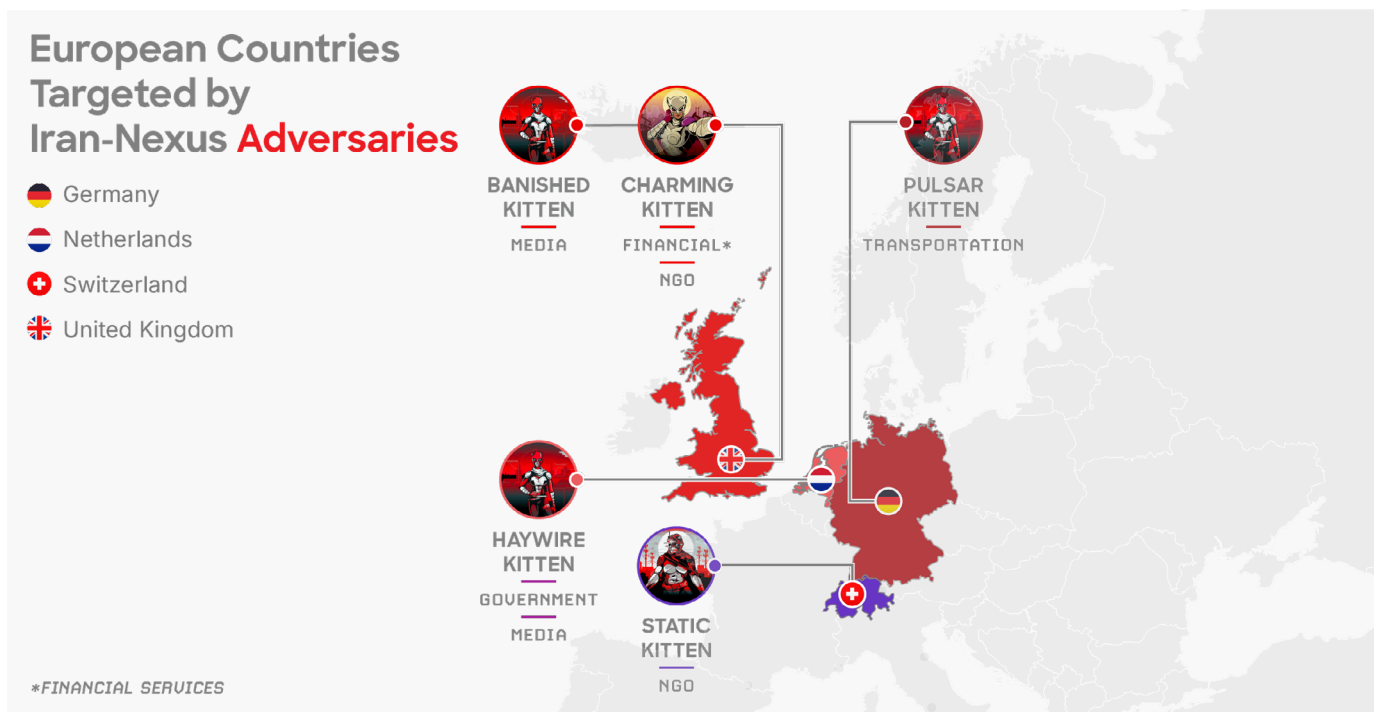 European Countries
Targeted by
Iran-Nexus Adversaries
Germany
Netherlands
Switzerland
United Kingdom
BANISHED
KITTEN
MEDIA
CHARMING
KITTEN
FINANCIAL*
NGO
PULSAR
KITTEN
TRANSPORTATION
HAYWIRE
KITTEN
GOVERNMENT
MEDIA
STATIC
KITTEN
NGO
*FINANCIAL SERVICES